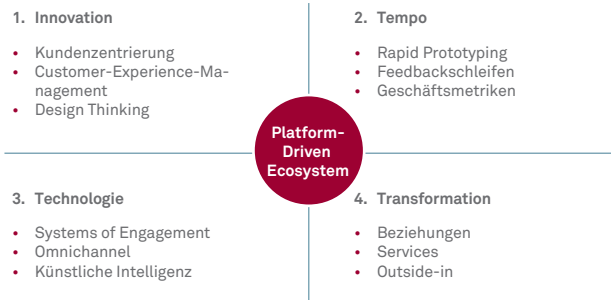 1. Innovation
• Kundenzentrierung
• Customer-Experience-Ma-
nagement
• Design Thinking
2. Tempo
• Rapid Prototyping
• Feedbackschleifen
• Geschäftsmetriken
Platform-
Driven
Ecosystem
3. Technologie
• Systems of Engagement
• Omnichannel
• Künstliche Intelligenz
4. Transformation
• Beziehungen
• Services
• Outside-in